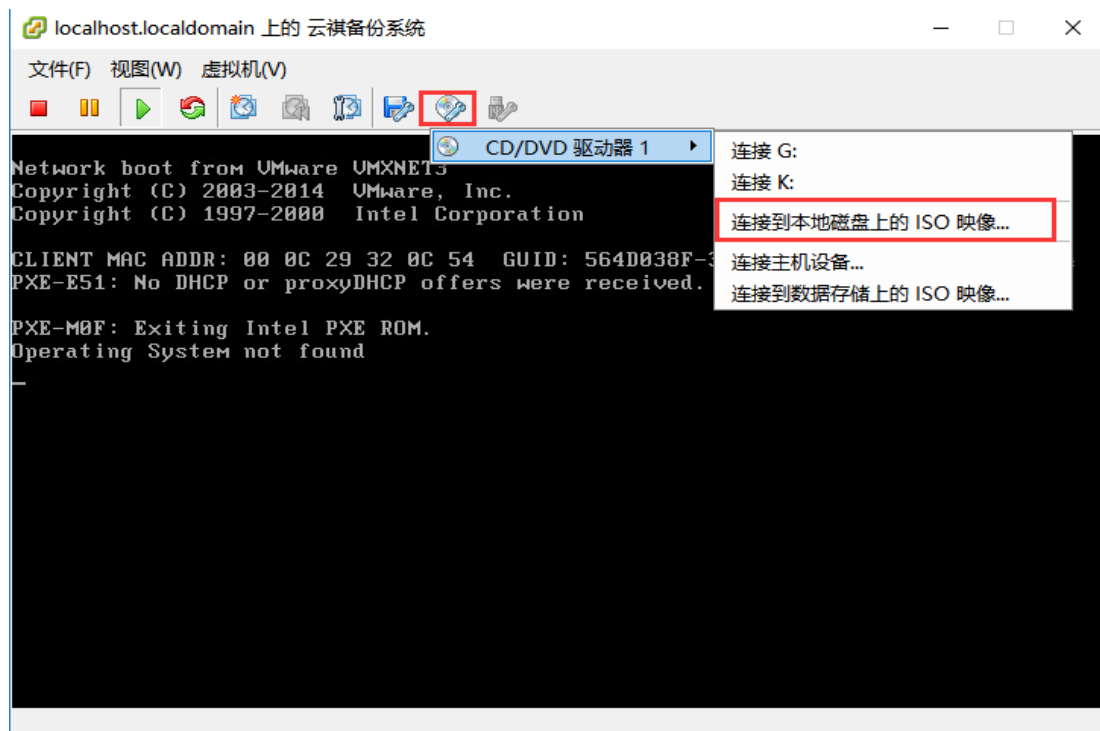 localhost.localdomain 上的 云祺备份系统
文件(F) 视图(W) 虚拟机(V)
CD/DVD 驱动器 1
连接 G:
连接 K:
连接到本地磁盘上的 ISO 映像...
连接主机设备...
连接到数据存储上的 ISO 映像...
Network boot from VMware VMXNET3
Copyright (C) 2003-2014 VMware, Inc.
Copyright (C) 1997-2000 Intel Corporation
CLIENT MAC ADDR: 00 0C 29 32 0C 54 GUID: 564D038F-3
PXE-E51: No DHCP or proxyDHCP offers were received.
PXE-M0F: Exiting Intel PXE ROM.
Operating System not found